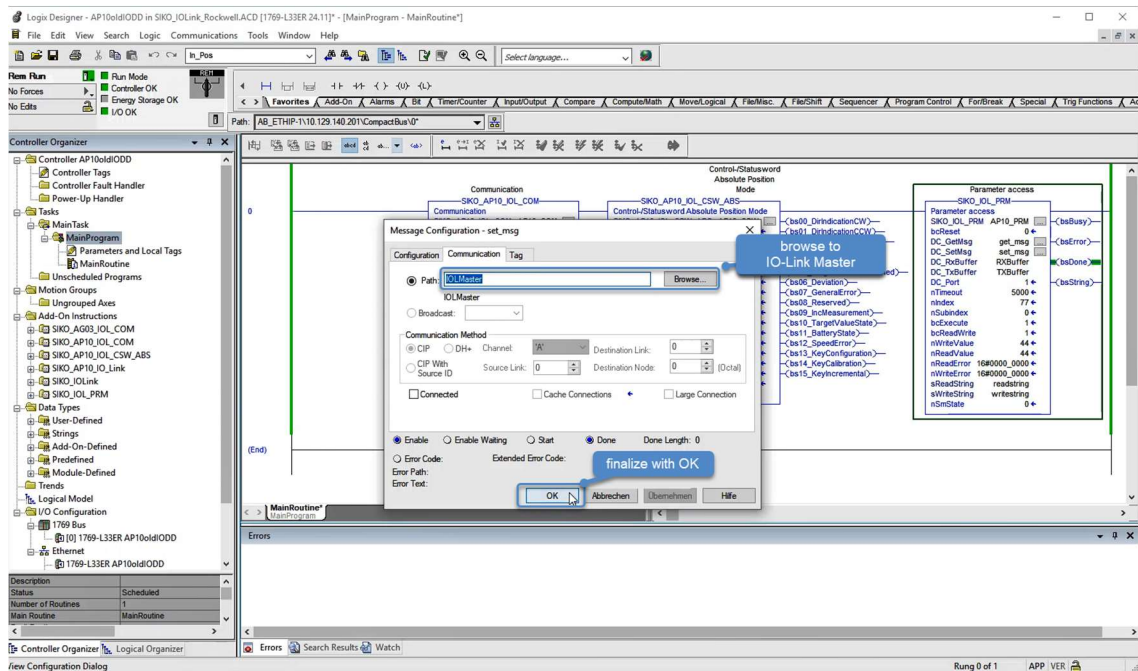 Logix Designer - AP10oldIODD in SIKO_IOLink_Rockwell.ACD [1769-L33ER 24.11]* - [MainProgram - MainRoutine*]
File Edit View Search Logic Communications Tools Window Help
In_Pos
Select language...
Rem Run
Run Mode
REM
No Forces
Controller OK
Energy Storage OK
No Edits
I/O OK
Favorites Add-On Alarms Bit Timer/Counter Input/Output Compare Compute/Math Move/Logical File/Misc. File/Shift Sequencer Program Control For/Break Special Trig Functions
Path: AB_ETHIP-1\10.129.140.201\CompactBus\0*
Controller Organizer
Controller AP10oldIODD
Controller Tags
Controller Fault Handler
Power-Up Handler
Tasks
MainTask
MainProgram
Parameters and Local Tags
MainRoutine
Unscheduled Programs
Motion Groups
Ungrouped Axes
Add-On Instructions
SIKO_AG03_IOL_COM
SIKO_AP10_IOL_COM
SIKO_AP10_IOL_CSW_ABS
SIKO_AP10_IO_Link
SIKO_IOLink
SIKO_IOL_PRM
Data Types
User-Defined
Strings
Add-On-Defined
Predefined
Module-Defined
Trends
Logical Model
I/O Configuration
1769 Bus
[0] 1769-L33ER AP10oldIODD
Ethernet
1769-L33ER AP10oldIODD
Description
Status Scheduled
Number of Routines 1
Main Routine MainRoutine
Controller Organizer Logical Organizer
View Configuration Dialog
0
(End)
Communication
SIKO_AP10_IOL_COM
Communication
Control-/Statusword
Absolute Position
Mode
SIKO_AP10_IOL_CSW_ABS
Control-/Statusword Absolute Position Mode
(bs00_DirIndicationCW)
(bs01_DirIndicationCCW)
(bs06_Deviation)
(bs07_GeneralError)
(bs08_Reserved)
(bs09_IncMeasurement)
(bs10_TargetValueState)
(bs11_BatteryState)
(bs12_SpeedError)
(bs13_KeyConfiguration)
(bs14_KeyCalibration)
(bs15_KeyIncremental)
Parameter access
SIKO_IOL_PRM
Parameter access
SIKO_IOL_PRM AP10_PRM ... (bsBusy)
bcReset 0
DC_GetMsg get_msg ... (bsError)
DC_SetMsg set_msg ...
DC_RxBuffer RXBuffer (bsDone)
DC_TxBuffer TXBuffer
DC_Port 1 (bsString)
nTimeout 5000
nIndex 77
nSubindex 0
bcExecute 1
bcReadWrite 1
nWriteValue 44
nReadValue 44
nReadError 16#0000_0000
nWriteError 16#0000_0000
sReadString readstring
sWriteString writestring
nSmState 0
Message Configuration - set_msg
Configuration Communication Tag
Path: IOLMaster Browse...
IOLMaster
Broadcast:
Communication Method
CIP DH+ Channel: 'A' Destination Link: 0
CIP With
Source ID Source Link: 0 Destination Node: 0 (Octal)
Connected Cache Connections Large Connection
Enable Enable Waiting Start Done Done Length: 0
Error Code: Extended Error Code:
Error Path:
Error Text:
OK Abbrechen Übernehmen Hilfe
browse to
IO-Link Master
finalize with OK
MainRoutine*
MainProgram
Errors
Errors Search Results Watch
Rung 0 of 1 APP VER